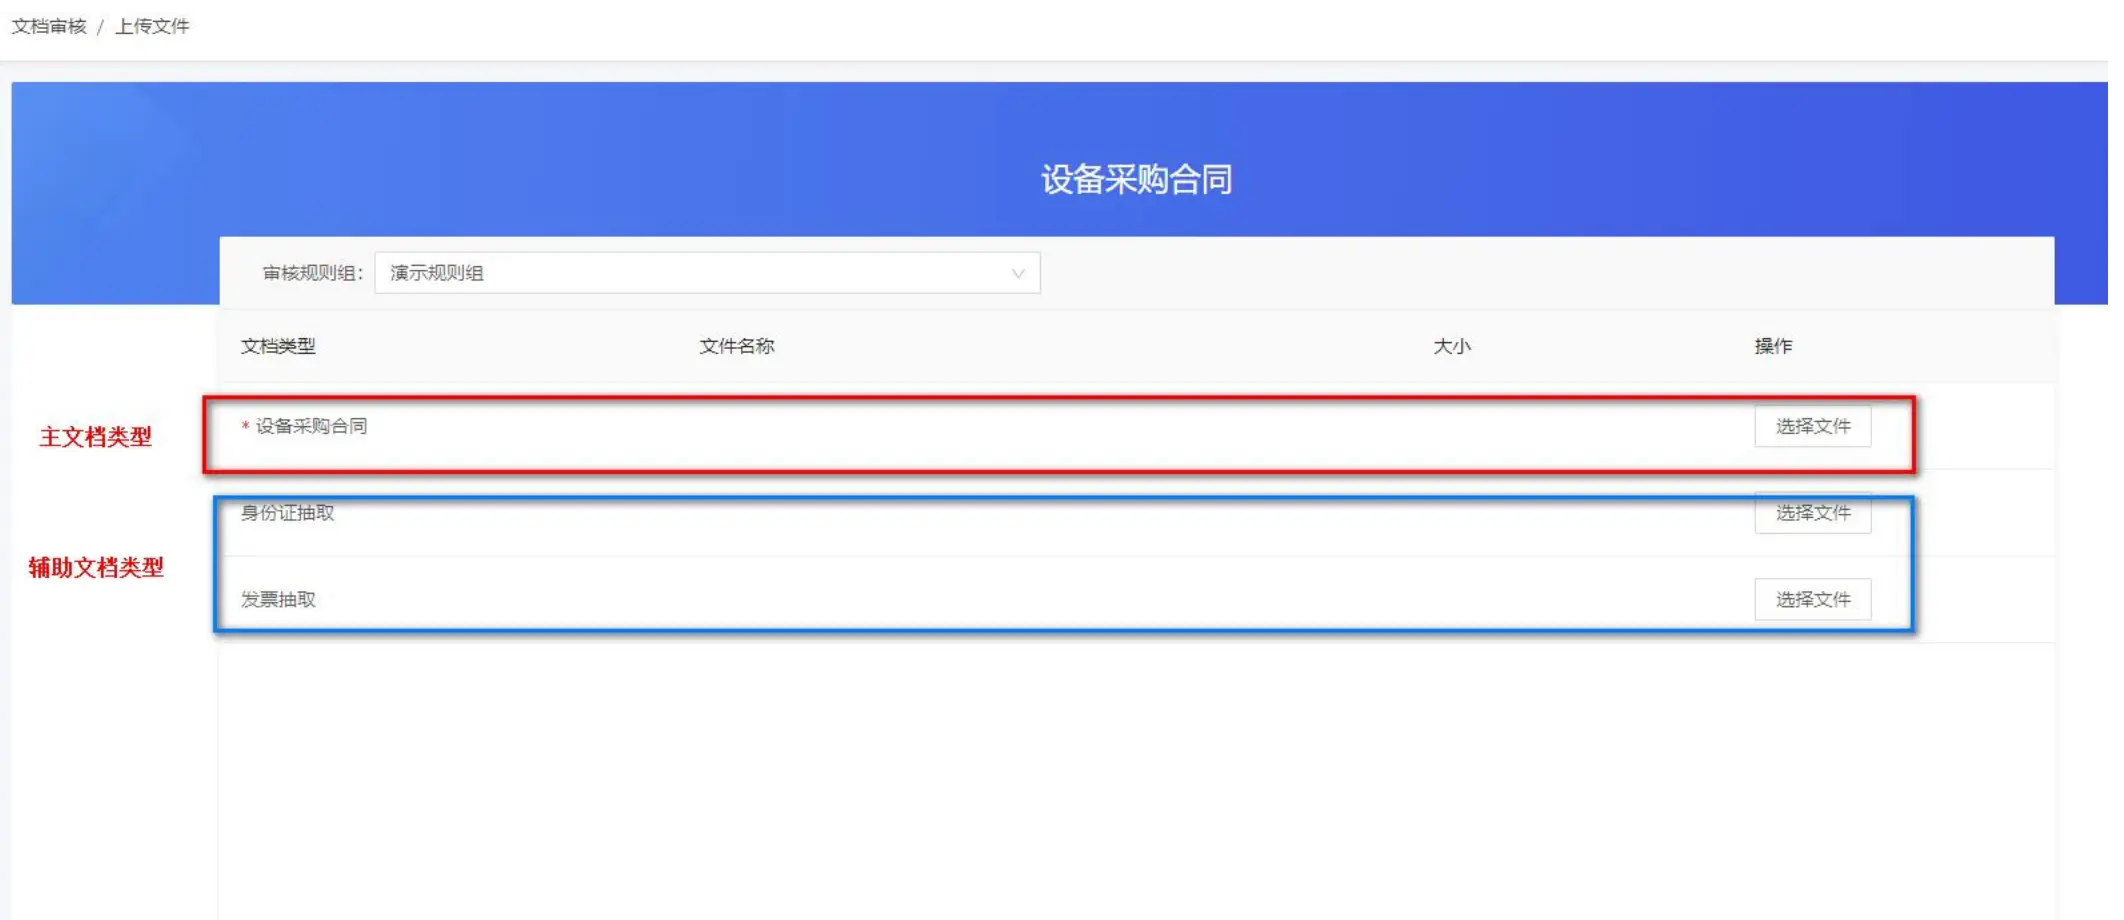 文档审核 / 上传文件
设备采购合同
审核规则组： 演示规则组
文档类型 文件名称 大小 操作
主文档类型 * 设备采购合同 选择文件
身份证抽取 选择文件
辅助文档类型
发票抽取 选择文件